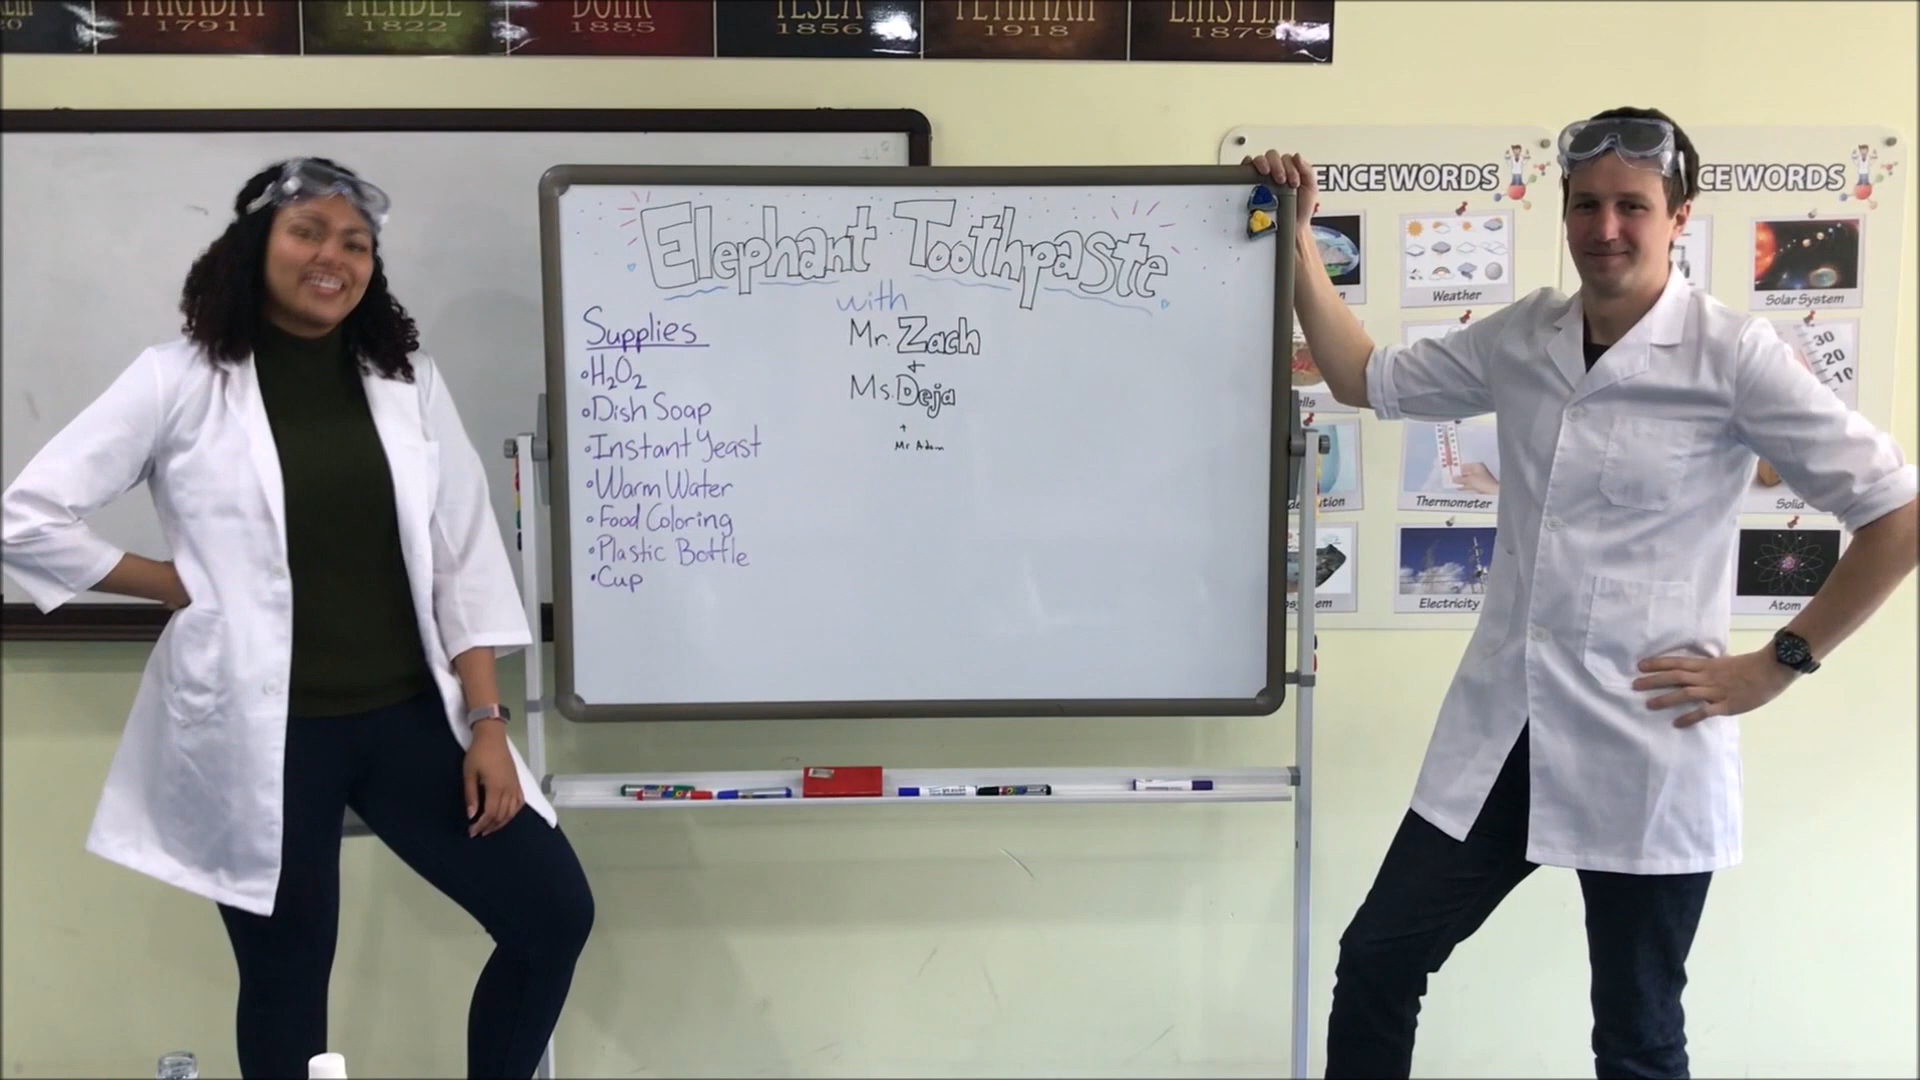 FARADAY
1791
MENDEL
1822
BOHR
1885
TESLA
1856
FEYNMAN
1918
EINSTEIN
1879
Elephant Toothpaste
with
Mr. Zach
+
Ms. Deja
+
Mr Adam
Supplies
•H₂O₂
•Dish Soap
•Instant Yeast
•Warm Water
•Food Coloring
•Plastic Bottle
•Cup
ENCE WORDS
Weather
Thermometer
Electricity
CE WORDS
Solar System
30
20
10
Solid
Atom